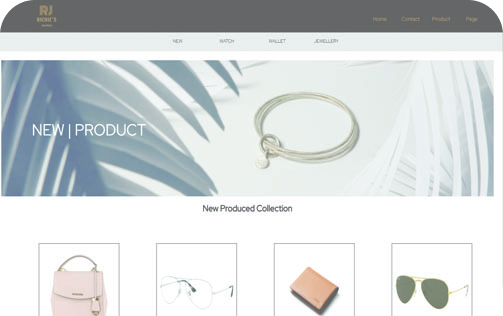 RJ
RICHIE'S
Home Contact Product Page
NEW WATCH WALLET JEWELLERY
NEW | PRODUCT
New Produced Collection